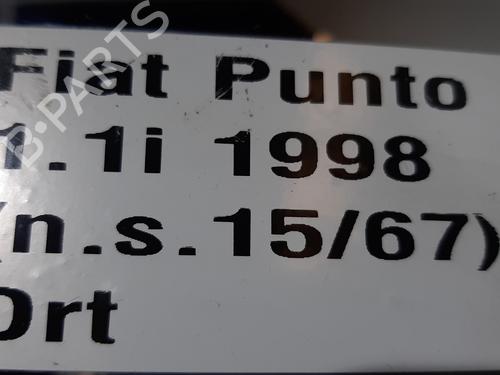 B-PARTS
Fiat Punto
1.1i 1998
(n.s.15/67)
Ort